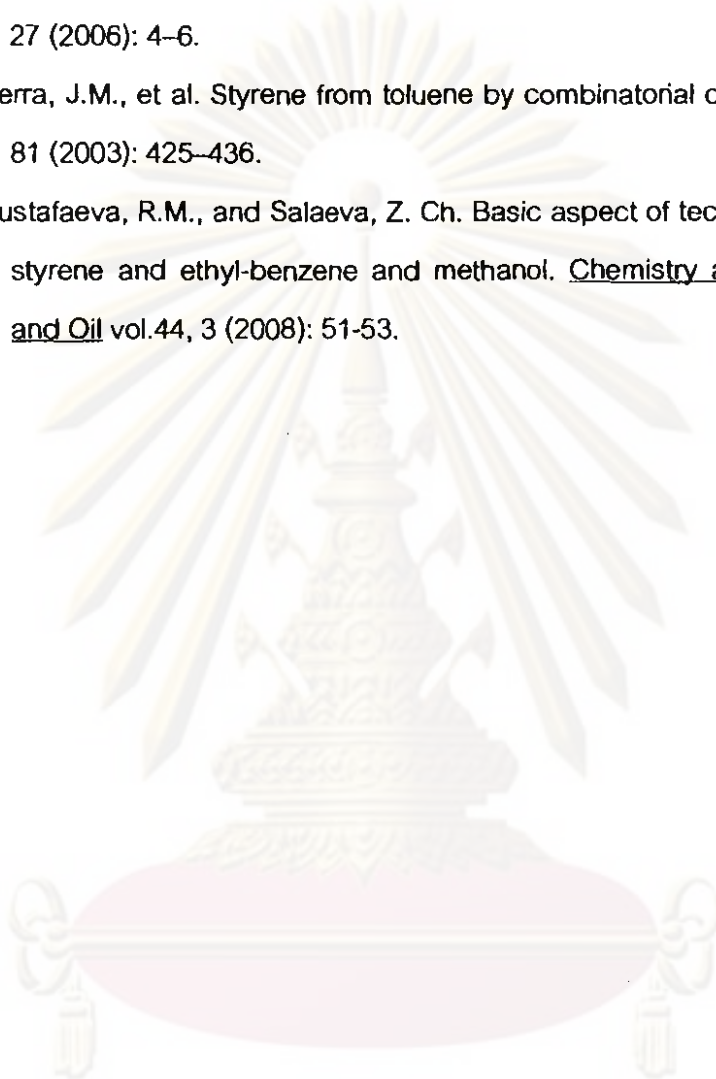 27 (2006): 4–6.
erra, J.M., et al. Styrene from toluene by combinatorial
81 (2003): 425–436.
ustafaeva, R.M., and Salaeva, Z. Ch. Basic aspect of tec
styrene and ethyl-benzene and methanol. Chemistry a
and Oil vol.44, 3 (2008): 51-53.